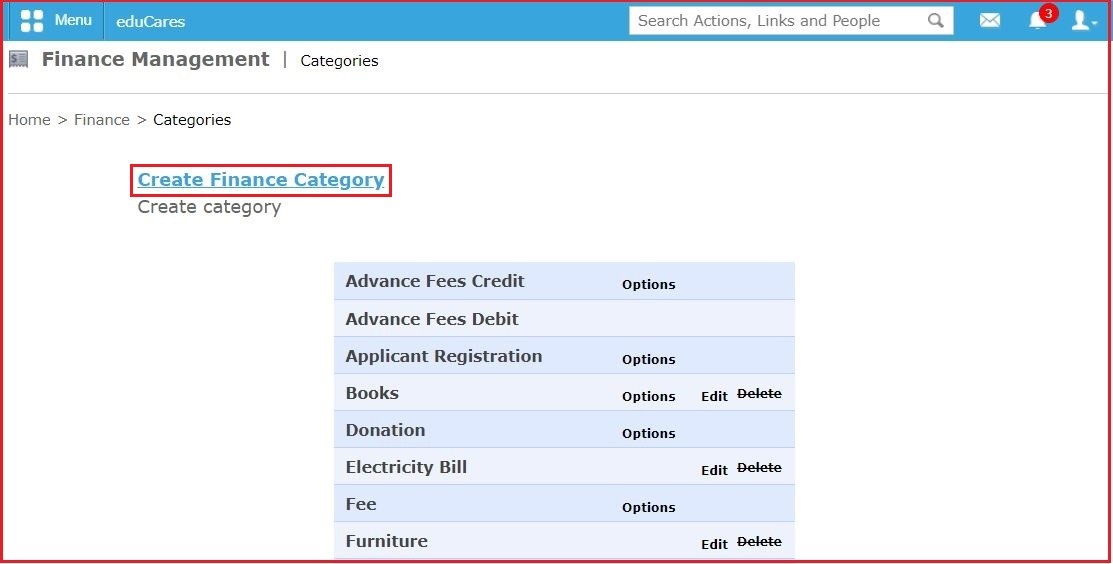 Menu eduCares Search Actions, Links and People 3
Finance Management | Categories
Home > Finance > Categories
Create Finance Category
Create category
Advance Fees Credit Options
Advance Fees Debit
Applicant Registration Options
Books Options Edit Delete
Donation Options
Electricity Bill Edit Delete
Fee Options
Furniture Edit Delete